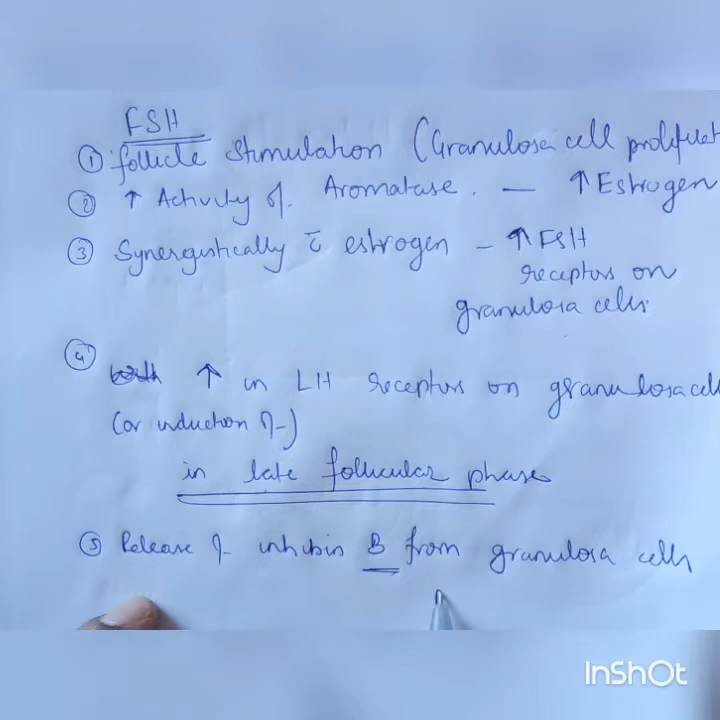 FSH
① follicle stimulation (Granulosa cell proliferat
② ↑ Activity of Aromatase. — ↑ Estrogen
③ Synergistically c̄ estrogen – ↑ FSH
receptors on
granulosa cells.
④ ↑ in LH receptors on granulosa cell
(or induction of-)
in late follicular phase
⑤ Release of inhibin B from granulosa cells
InShOt